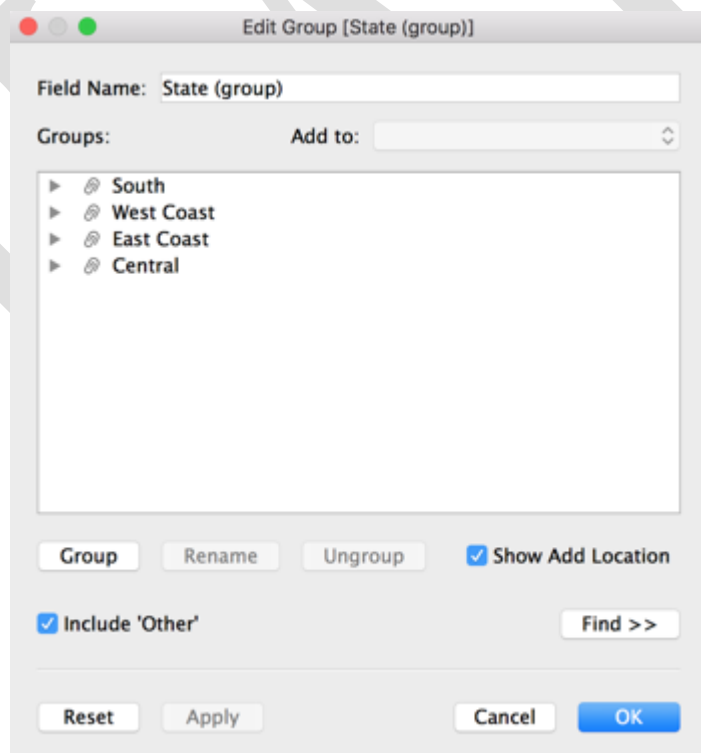 Edit Group [State (group)]
Field Name: State (group)
Groups: Add to:
South
West Coast
East Coast
Central
Group Rename Ungroup Show Add Location
Include 'Other' Find >>
Reset Apply Cancel OK